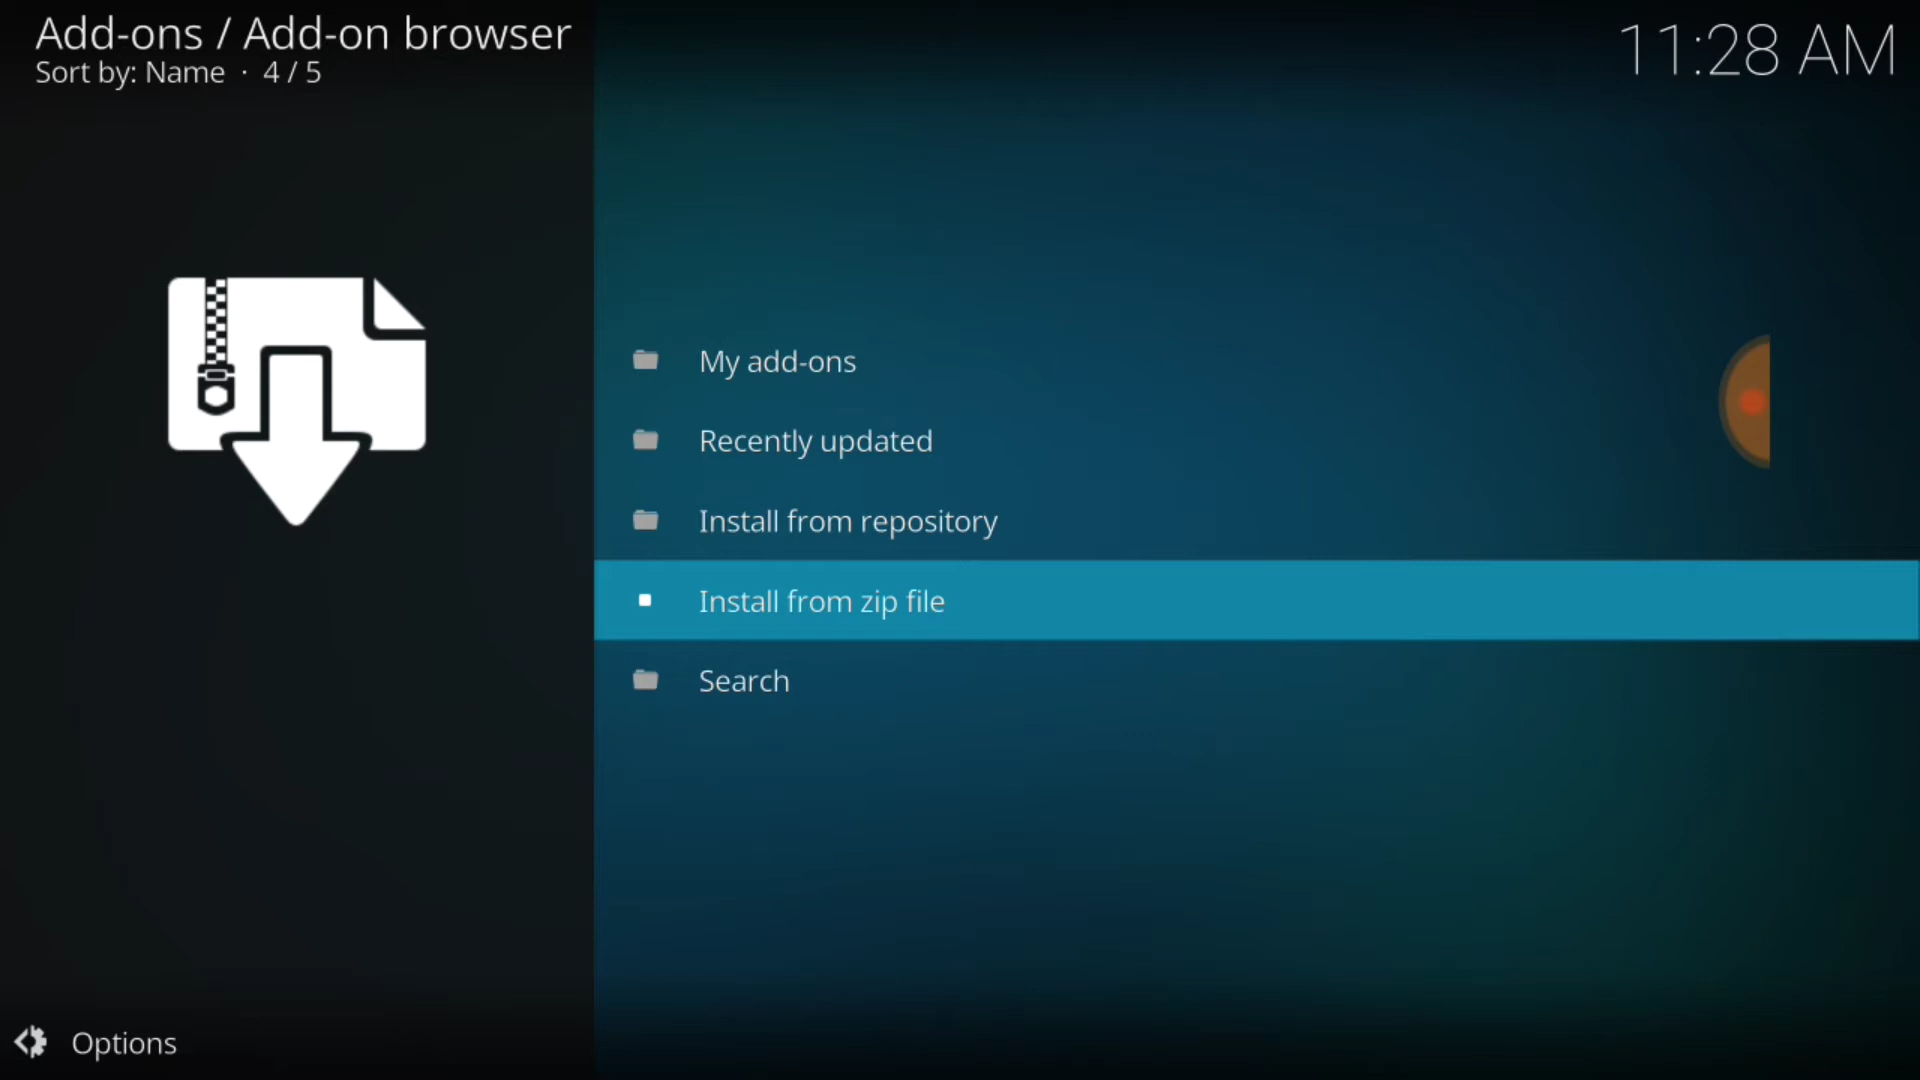 Add-ons / Add-on browser
Sort by: Name · 4 / 5
11:28 AM
My add-ons
Recently updated
Install from repository
Install from zip file
Search
Options